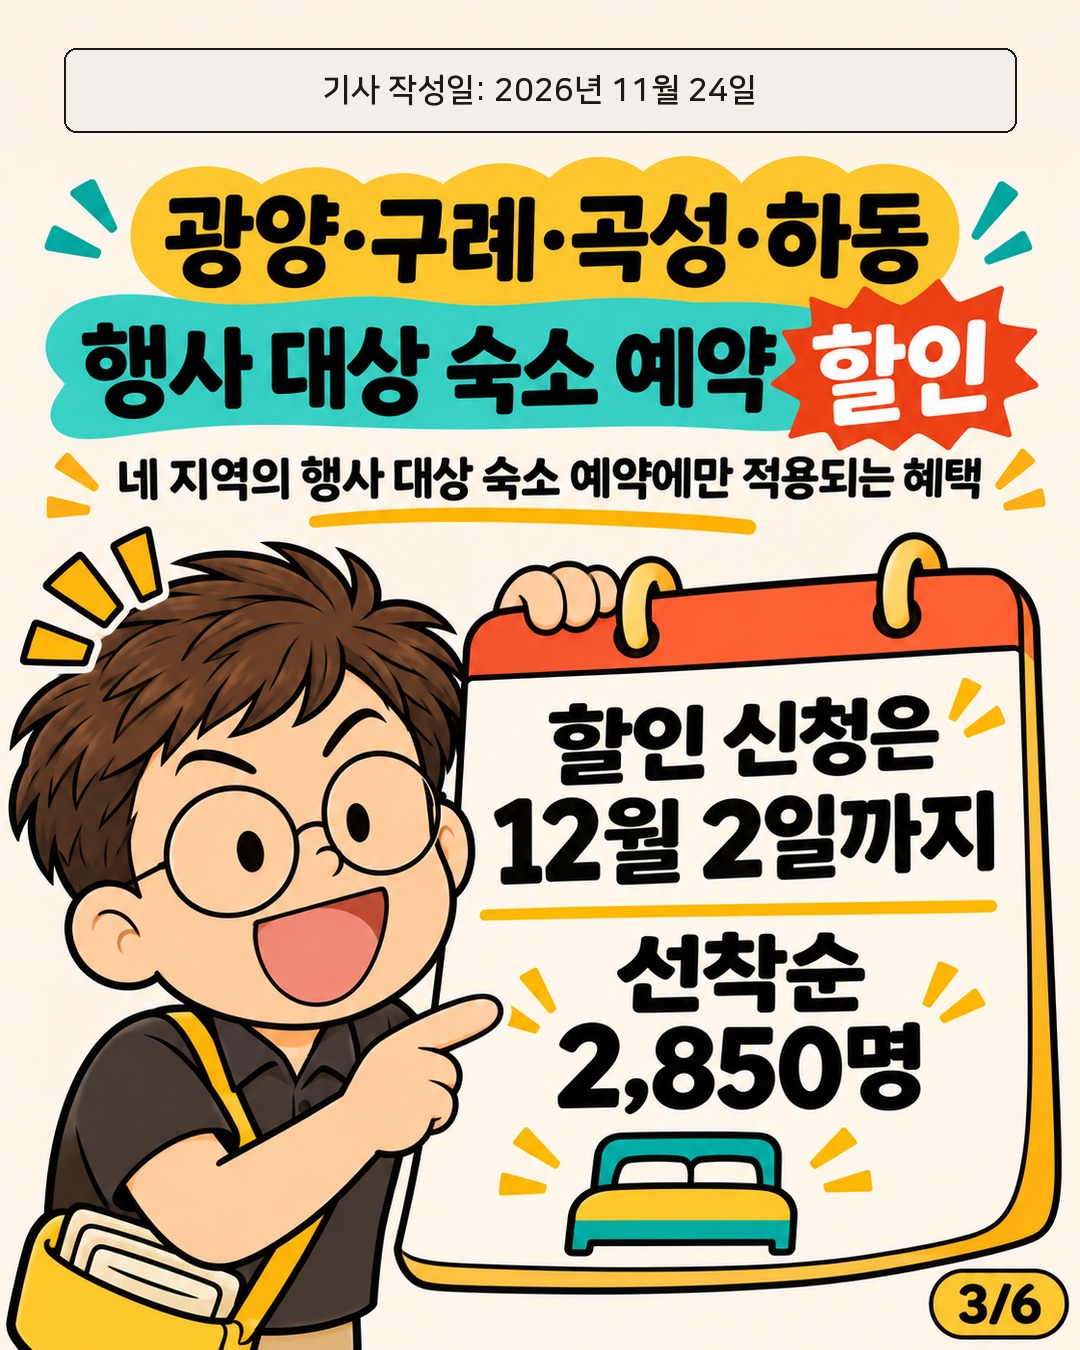 기사 작성일: 2026년 11월 24일
광양·구례·곡성·하동
행사 대상 숙소 예약 할인
네 지역의 행사 대상 숙소 예약에만 적용되는 혜택
할인 신청은
12월 2일까지
선착순
2,850명
3/6